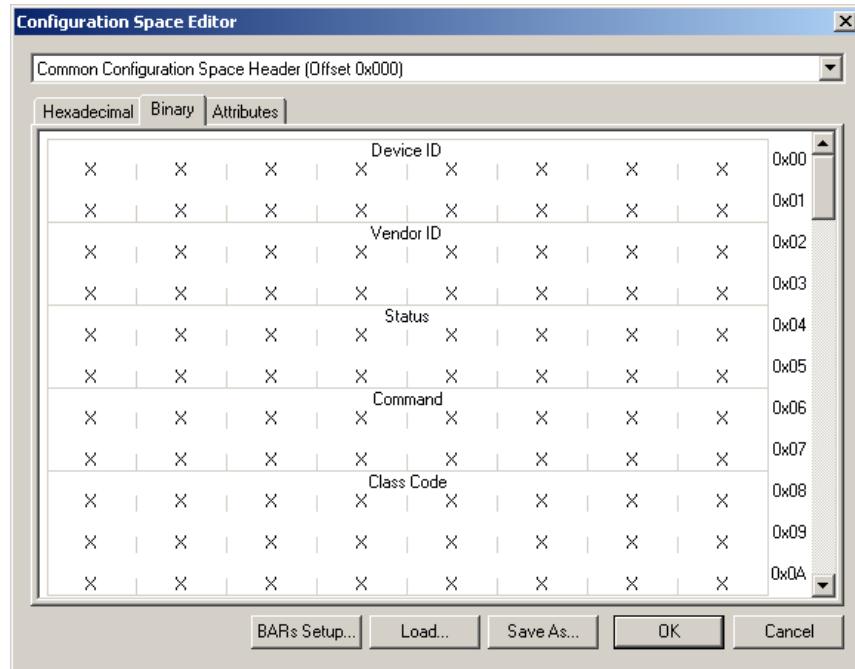 Configuration Space Editor
Common Configuration Space Header (Offset 0x000)
Hexadecimal Binary Attributes
Device ID
X X X X X X X X 0x00
X X X X X X X X 0x01
Vendor ID
X X X X X X X X 0x02
X X X X X X X X 0x03
Status
X X X X X X X X 0x04
X X X X X X X X 0x05
Command
X X X X X X X X 0x06
X X X X X X X X 0x07
Class Code
X X X X X X X X 0x08
X X X X X X X X 0x09
X X X X X X X X 0x0A
BARs Setup... Load... Save As... OK Cancel